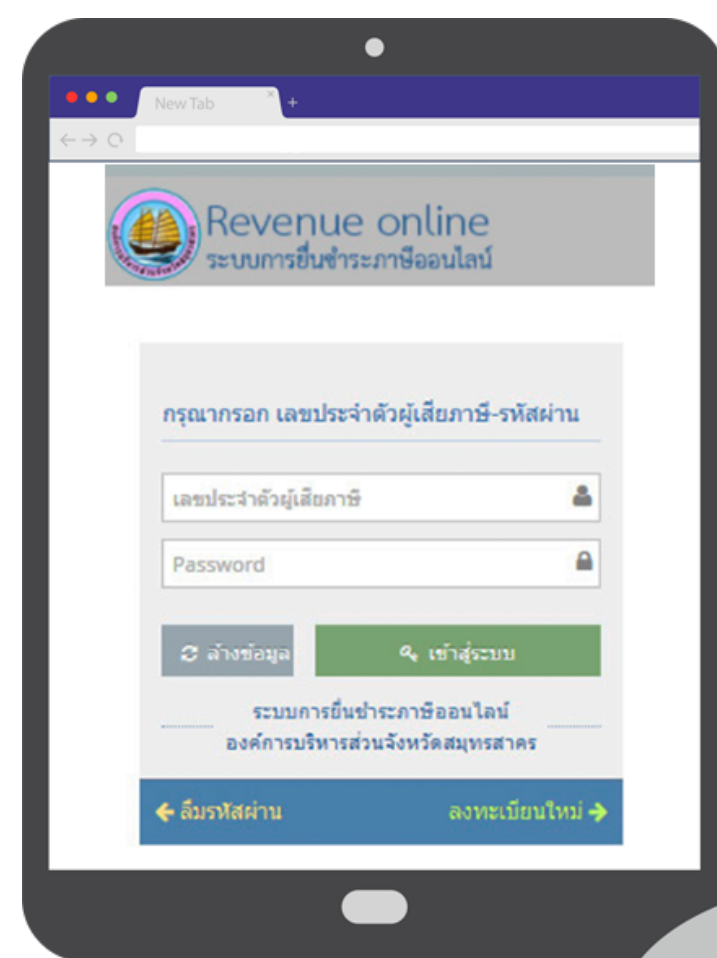 New Tab
Revenue online
ระบบการยื่นชำระภาษีออนไลน์
กรุณากรอก เลขประจำตัวผู้เสียภาษี-รหัสผ่าน
เลขประจำตัวผู้เสียภาษี
Password
ล้างข้อมูล
เข้าสู่ระบบ
ระบบการยื่นชำระภาษีออนไลน์
องค์การบริหารส่วนจังหวัดสมุทรสาคร
ลืมรหัสผ่าน
ลงทะเบียนใหม่